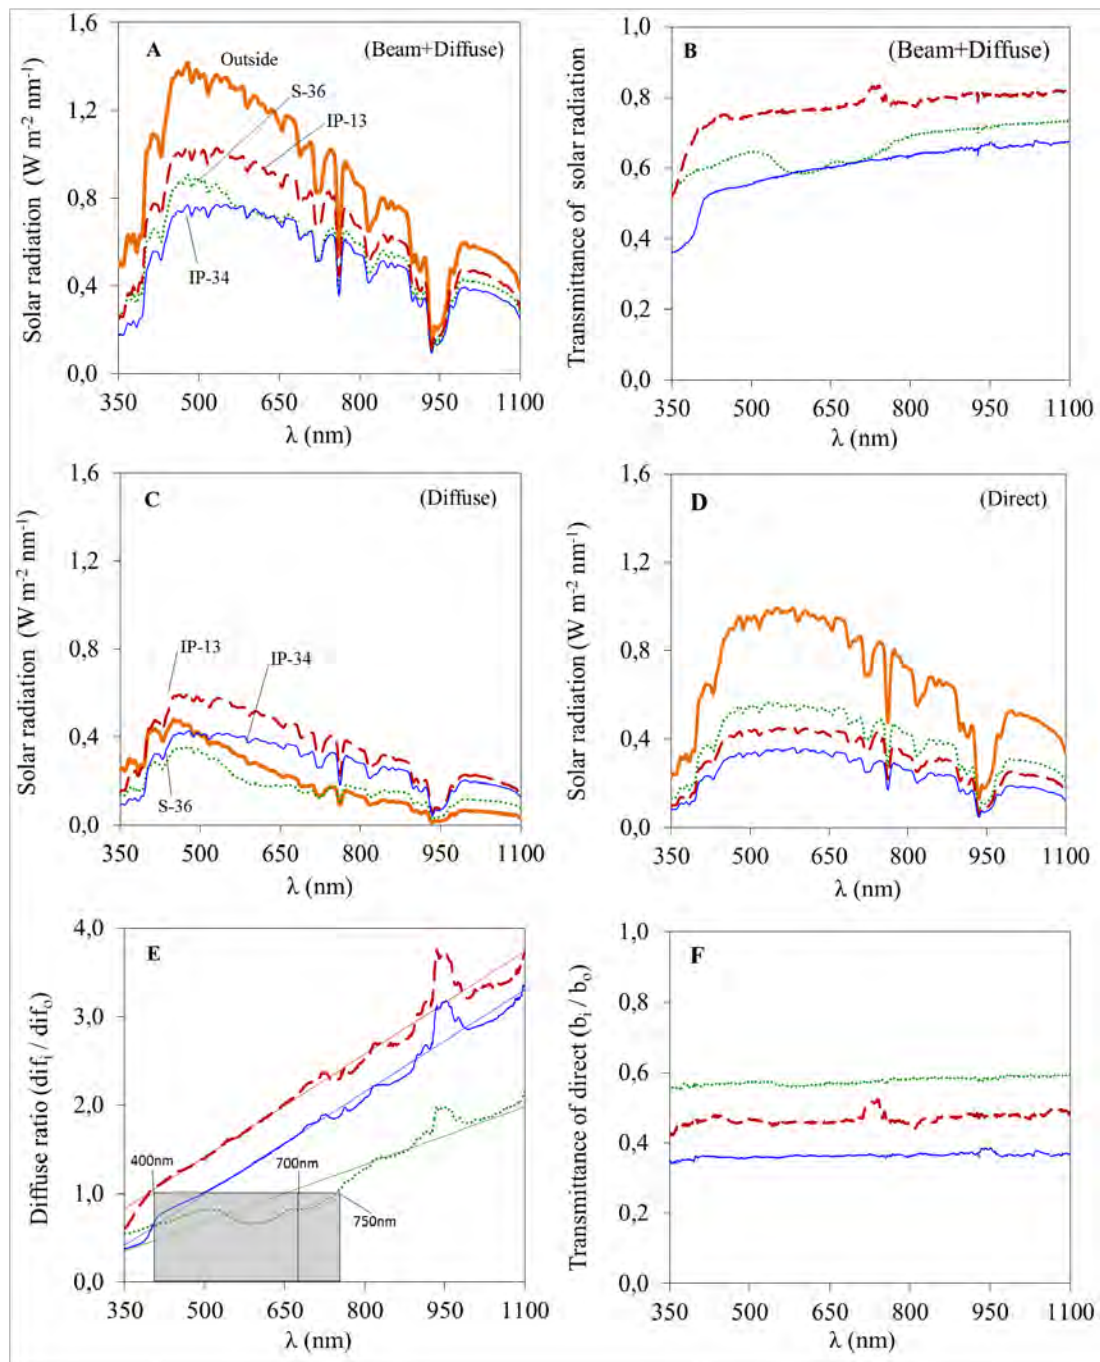 A
(Beam+Diffuse)
Outside
S-36
IP-13
IP-34
Solar radiation (W m-2 nm-1)
1,6
1,2
0,8
0,4
0,0
350 500 650 800 950 1100
λ (nm)
B
(Beam+Diffuse)
Transmittance of solar radiation
1,0
0,8
0,6
0,4
0,2
0,0
350 500 650 800 950 1100
λ (nm)
C
(Diffuse)
IP-13
IP-34
S-36
Solar radiation (W m-2 nm-1)
1,6
1,2
0,8
0,4
0,0
350 500 650 800 950 1100
λ (nm)
D
(Direct)
Solar radiation (W m-2 nm-1)
1,6
1,2
0,8
0,4
0,0
350 500 650 800 950 1100
λ (nm)
E
Diffuse ratio (difi / difo)
4,0
3,0
2,0
1,0
0,0
400nm
700nm
750nm
350 500 650 800 950 1100
λ (nm)
F
Transmittance of direct (bi / bo)
1,0
0,8
0,6
0,4
0,2
0,0
350 500 650 800 950 1100
λ (nm)